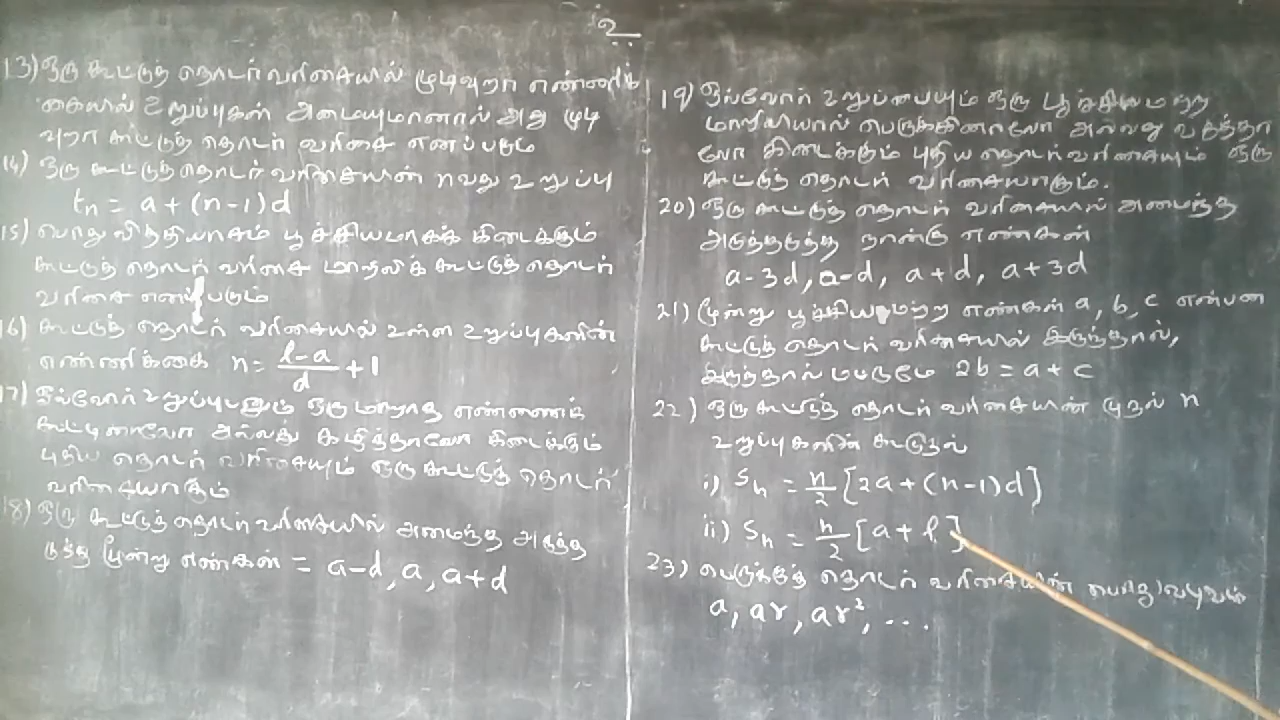 2
13) ஒரு கூட்டுத் தொடர் வரிசையில் முடிவுறா எண்ணிக்
கையில் உறுப்புகள் அமையுமானால் அது முடி
வுறா கூட்டுத் தொடர் வரிசை எனப்படும்
14) ஒரு கூட்டுத்தொடர் வரிசையின் nவது உறுப்பு
tn = a + (n-1)d
15) பொது வித்தியாசம் பூச்சியமாகக் கிடைக்கும்
கூட்டுத் தொடர் வரிசை மாறிலிக் கூட்டுத் தொடர்
வரிசை எனப்படும்
16) கூட்டுத் தொடர் வரிசையில் உள்ள உறுப்புகளின்
எண்ணிக்கை n = (l-a)/d + 1
17) ஒவ்வோர் உறுப்புடனும் ஒரு மாறாத எண்ணைக்
கூட்டினாலோ அல்லது கழித்தாலோ கிடைக்கும்
புதிய தொடர் வரிசையும் ஒரு கூட்டுத் தொடர்
வரிசையாகும்
18) ஒரு கூட்டுத் தொடர் வரிசையில் அமைந்த அடுத்த
டுத்த மூன்று எண்கள் = a-d, a, a+d
19) ஒவ்வோர் உறுப்பையும் ஒரு பூச்சியமற்ற
மாறிலியால் பெருக்கினாலோ அல்லது வகுத்தா
லோ கிடைக்கும் புதிய தொடர் வரிசையும் ஒரு
கூட்டுத் தொடர் வரிசையாகும்.
20) ஒரு கூட்டுத் தொடர் வரிசையில் அமைந்த
அடுத்தடுத்த நான்கு எண்கள்
a-3d, a-d, a+d, a+3d
21) மூன்று பூச்சியமற்ற எண்கள் a, b, c என்பன
கூட்டுத் தொடர் வரிசையில் இருந்தால்,
இருந்தால் மட்டுமே 2b = a + c
22) ஒரு கூட்டுத் தொடர் வரிசையின் முதல் n
உறுப்புகளின் கூடுதல்
i) Sn = n/2 [2a + (n-1)d]
ii) Sn = n/2 [a + l]
23) பெருக்குத் தொடர் வரிசையின் பொது வடிவம்
a, ar, ar², ...